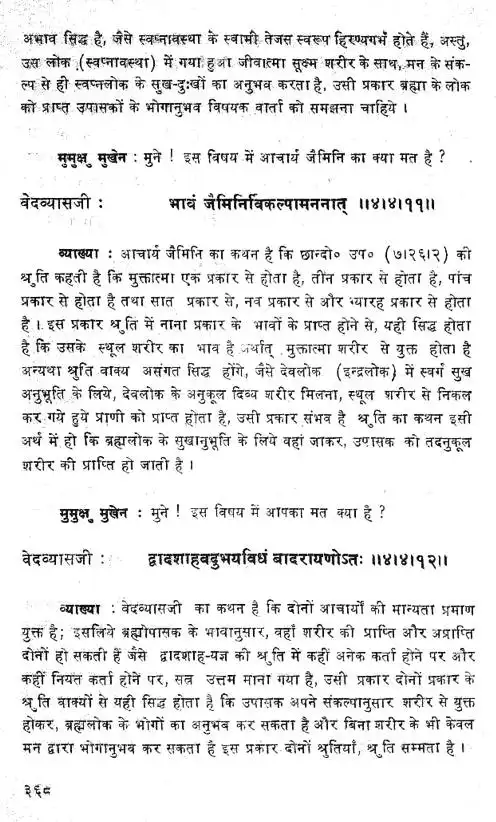 अभाव सिद्ध है, जैसे स्वप्नावस्था के स्वामी तेजस स्वरूप हिरण्यगर्भ होते हैं, अस्तु,
उस लोक (स्वप्नावस्था) में गया हुआ जीवात्मा सूक्ष्म शरीर के साथ, मन के संक-
ल्प से ही स्वप्नलोक के सुख-दुःखों का अनुभव करता है, उसी प्रकार ब्रह्मा के लोक
को प्राप्त उपासकों के भोगानुभव विषयक वार्ता को समझना चाहिये ।
मुमुक्षु मुखेन : मुने ! इस विषय में आचार्य जैमिनि का क्या मत है ?
वेदव्यासजी : भावं जैमिनिर्विकल्पामननात् ॥४।४।११॥
व्याख्या : आचार्य जैमिनि का कथन है कि छान्दो० उप० (७।२६।२) की
श्रुति कहती है कि मुक्तात्मा एक प्रकार से होता है, तीन प्रकार से होता है, पांच
प्रकार से होता है तथा सात प्रकार से, नव प्रकार से और ग्यारह प्रकार से होता
है । इस प्रकार श्रुति में नाना प्रकार के भावों के प्राप्त होने से, यही सिद्ध होता
है कि उसके स्थूल शरीर का भाव है अर्थात् मुक्तात्मा शरीर से युक्त होता है
अन्यथा श्रुति वाक्य असंगत सिद्ध होंगे, जैसे देवलोक (इन्द्रलोक) में स्वर्ग सुख
अनुभूति के लिये, देवलोक के अनुकूल दिव्य शरीर मिलना, स्थूल शरीर से निकल
कर गये हुये प्राणी को प्राप्त होता है, उसी प्रकार संभव है श्रुति का कथन इसी
अर्थ में हो कि ब्रह्मलोक के सुखानुभूति के लिये वहां जाकर, उपासक को तदनुकूल
शरीर की प्राप्ति हो जाती है ।
मुमुक्षु मुखेन : मुने ! इस विषय में आपका मत क्या है ?
वेदव्यासजी : द्वादशाहवदुभयविधं बादरायणोऽतः ॥४।४।१२॥
व्याख्या : वेदव्यासजी का कथन है कि दोनों आचार्यों की मान्यता प्रमाण
युक्त है; इसलिये ब्रह्मोपासक के भावानुसार, वहाँ शरीर की प्राप्ति और अप्राप्ति
दोनों हो सकती हैं जैसे द्वादशाह-यज्ञ की श्रुति में कहीं अनेक कर्ता होने पर और
कहीं नियत कर्ता होने पर, सत्र उत्तम माना गया है, उसी प्रकार दोनों प्रकार के
श्रुति वाक्यों से यही सिद्ध होता है कि उपासक अपने संकल्पानुसार शरीर से युक्त
होकर, ब्रह्मलोक के भोगों का अनुभव कर सकता है और बिना शरीर के भी केवल
मन द्वारा भोगानुभव कर सकता है इस प्रकार दोनों श्रुतियाँ, श्रुति सम्मता है ।
३६८